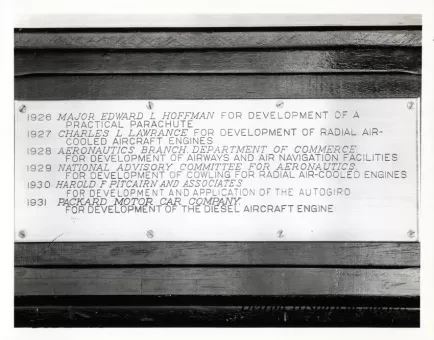 1926 MAJOR EDWARD L HOFFMAN FOR DEVELOPMENT OF A
PRACTICAL PARACHUTE
1927 CHARLES L LAWRANCE FOR DEVELOPMENT OF RADIAL AIR-
COOLED AIRCRAFT ENGINES
1928 AERONAUTICS BRANCH, DEPARTMENT OF COMMERCE
FOR DEVELOPMENT OF AIRWAYS AND AIR NAVIGATION FACILITIES
1929 NATIONAL ADVISORY COMMITTEE FOR AERONAUTICS,
FOR DEVELOPMENT OF COWLING FOR RADIAL AIR-COOLED ENGINES
1930 HAROLD F PITCAIRN AND ASSOCIATES
FOR DEVELOPMENT AND APPLICATION OF THE AUTOGIRO
1931 PACKARD MOTOR CAR COMPANY,
FOR DEVELOPMENT OF THE DIESEL AIRCRAFT ENGINE